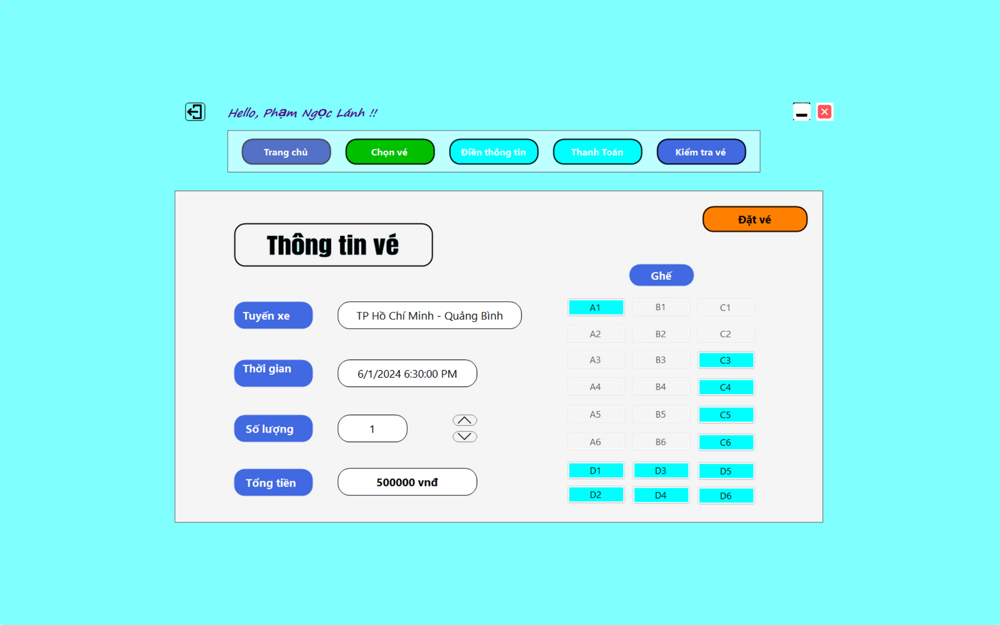 Hello, Phạm Ngọc Lánh !!
Trang chủ Chọn vé Điền thông tin Thanh Toán Kiểm tra vé
Đặt vé
Thông tin vé
Ghế
Tuyến xe TP Hồ Chí Minh - Quảng Bình
Thời gian 6/1/2024 6:30:00 PM
Số lượng 1
Tổng tiền 500000 vnđ
A1 B1 C1
A2 B2 C2
A3 B3 C3
A4 B4 C4
A5 B5 C5
A6 B6 C6
D1 D3 D5
D2 D4 D6